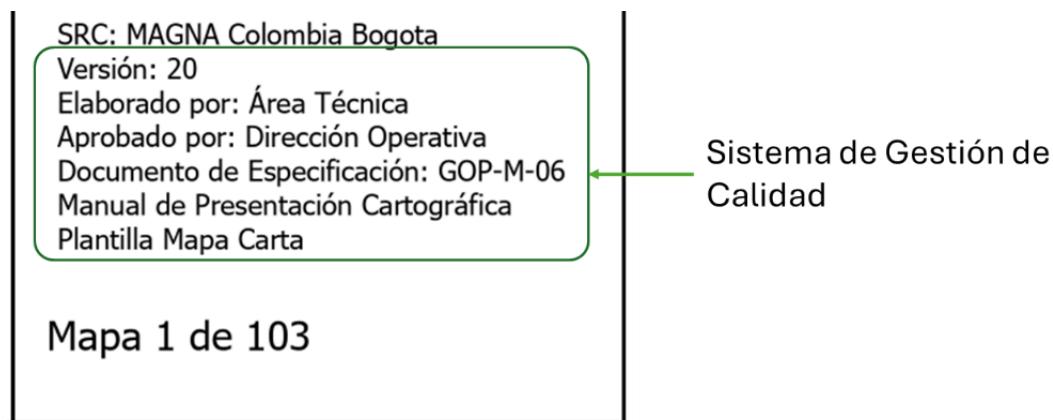 SRC: MAGNA Colombia Bogota
Versión: 20
Elaborado por: Área Técnica
Aprobado por: Dirección Operativa
Documento de Especificación: GOP-M-06
Manual de Presentación Cartográfica
Plantilla Mapa Carta
Sistema de Gestión de
Calidad
Mapa 1 de 103